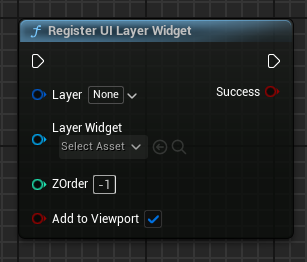 f Register UI Layer Widget
Layer None
Success
Layer Widget
Select Asset
ZOrder -1
Add to Viewport